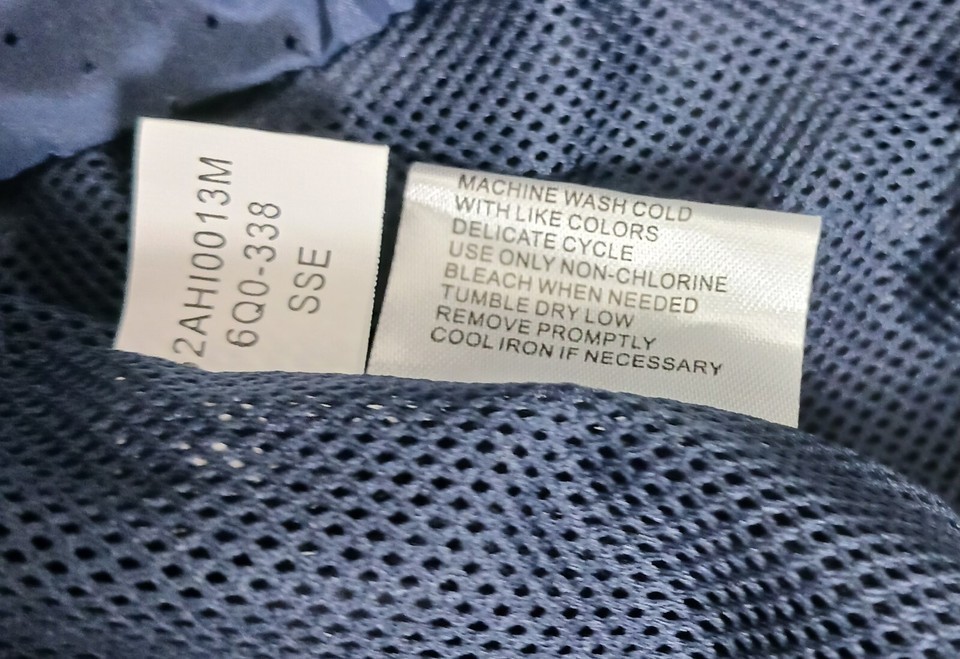 2AHI0013M
6Q0-338
SSE
MACHINE WASH COLD
WITH LIKE COLORS
DELICATE CYCLE
USE ONLY NON-CHLORINE
BLEACH WHEN NEEDED
TUMBLE DRY LOW
REMOVE PROMPTLY
COOL IRON IF NECESSARY